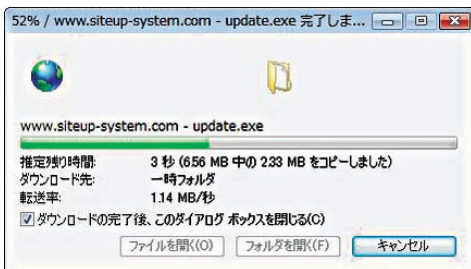 52% / www.siteup-system.com - update.exe 完了しま...
www.siteup-system.com - update.exe
推定残り時間: 3 秒 (656 MB 中の 233 MB をコピーしました)
ダウンロード先: 一時フォルダ
転送率: 1.14 MB/秒
ダウンロードの完了後、このダイアログ ボックスを閉じる(C)
ファイルを開く(O) フォルダを開く(F) キャンセル